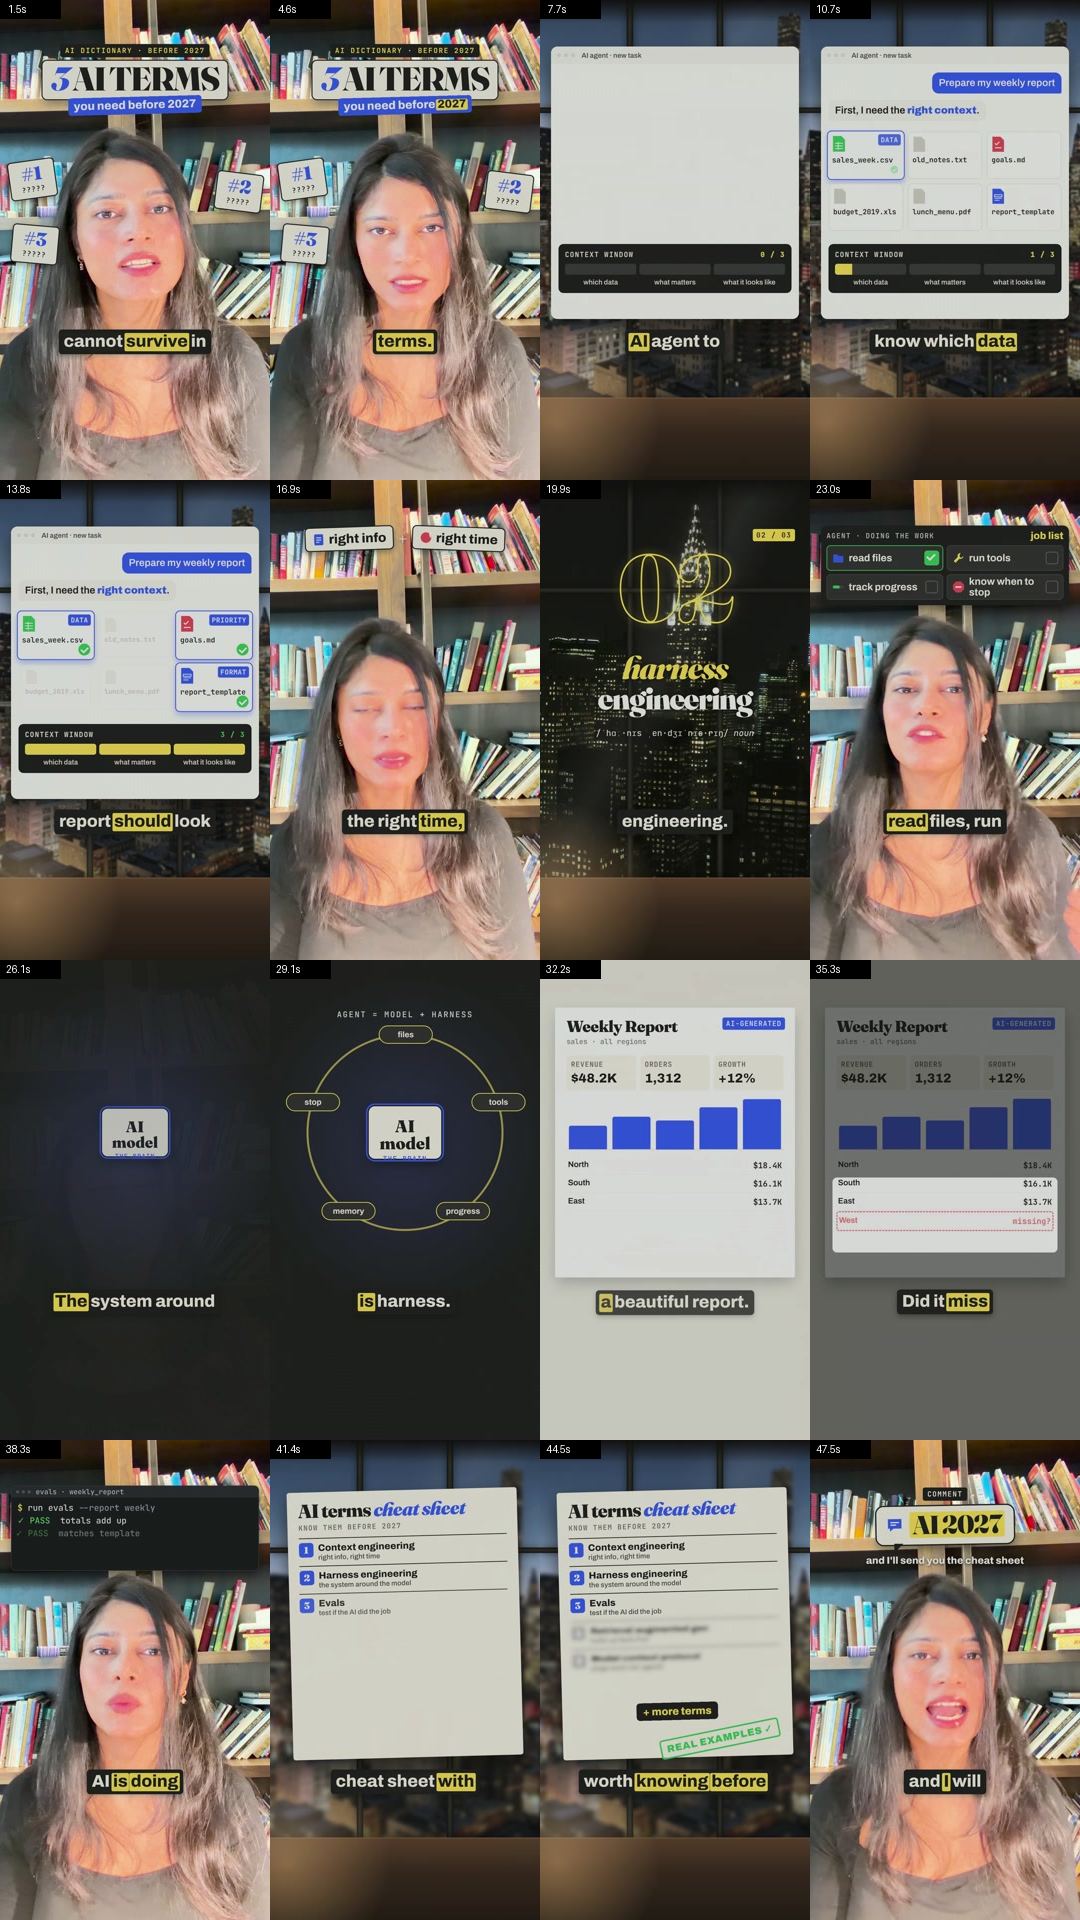 1.5s
AI DICTIONARY · BEFORE 2027
3 AI TERMS
you need before 2027
#1
?????
#2
?????
#3
?????
cannot survive in
4.6s
AI DICTIONARY · BEFORE 2027
3 AI TERMS
you need before 2027
#1
?????
#2
?????
#3
?????
terms.
7.7s
AI agent · new task
CONTEXT WINDOW 0 / 3
which data what matters what it looks like
AI agent to
10.7s
AI agent · new task
Prepare my weekly report
First, I need the right context.
DATA
sales_week.csv old_notes.txt goals.md
budget_2019.xls lunch_menu.pdf report_template
CONTEXT WINDOW 1 / 3
which data what matters what it looks like
know which data
13.8s
AI agent · new task
Prepare my weekly report
First, I need the right context.
DATA PRIORITY
sales_week.csv old_notes.txt goals.md
FORMAT
budget_2019.xls lunch_menu.pdf report_template
CONTEXT WINDOW 3 / 3
which data what matters what it looks like
report should look
16.9s
right info right time
the right time,
19.9s
02 / 03
02
harness
engineering
noun
engineering.
23.0s
AGENT · DOING THE WORK job list
read files run tools
track progress know when to
stop
read files, run
26.1s
AI
model
The system around
29.1s
AGENT = MODEL + HARNESS
files
stop tools
AI
model
memory progress
is harness.
32.2s
Weekly Report AI-GENERATED
sales · all regions
REVENUE ORDERS GROWTH
$48.2K 1,312 +12%
North $18.4K
South $16.1K
East $13.7K
a beautiful report.
35.3s
Weekly Report AI-GENERATED
sales · all regions
REVENUE ORDERS GROWTH
$48.2K 1,312 +12%
North $18.4K
South $16.1K
East $13.7K
West missing?
Did it miss
38.3s
evals · weekly_report
$ run evals --report weekly
✓ PASS totals add up
✓ PASS matches template
AI is doing
41.4s
AI terms cheat sheet
KNOW THEM BEFORE 2027
1 Context engineering
right info, right time
2 Harness engineering
the system around the model
3 Evals
test if the AI did the job
cheat sheet with
44.5s
AI terms cheat sheet
KNOW THEM BEFORE 2027
1 Context engineering
right info, right time
2 Harness engineering
the system around the model
3 Evals
test if the AI did the job
+ more terms
REAL EXAMPLES ✓
worth knowing before
47.5s
COMMENT
AI 2027
and I'll send you the cheat sheet
and I will